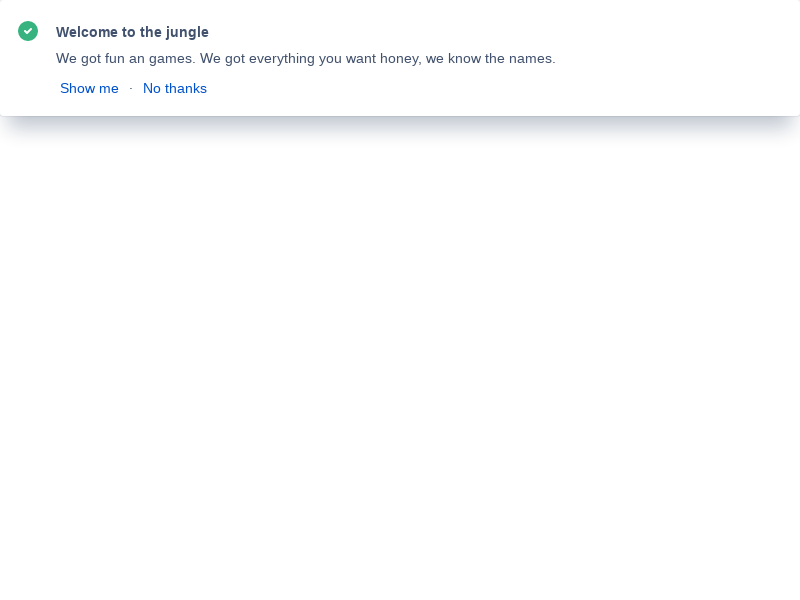 Welcome to the jungle
We got fun an games. We got everything you want honey, we know the names.
Show me · No thanks